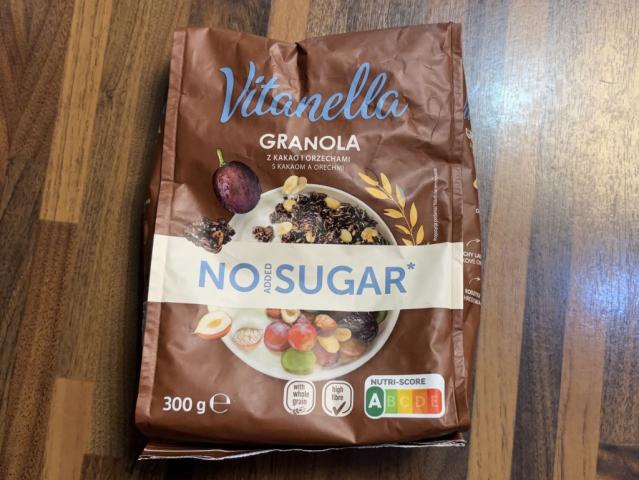 Vitanella
GRANOLA
Z KAKAO I ORZECHAMI
S KAKAOM A ORECHMI
NO ADDED SUGAR*
with whole grain
high fibre
NUTRI-SCORE
A B C D E
300 g e